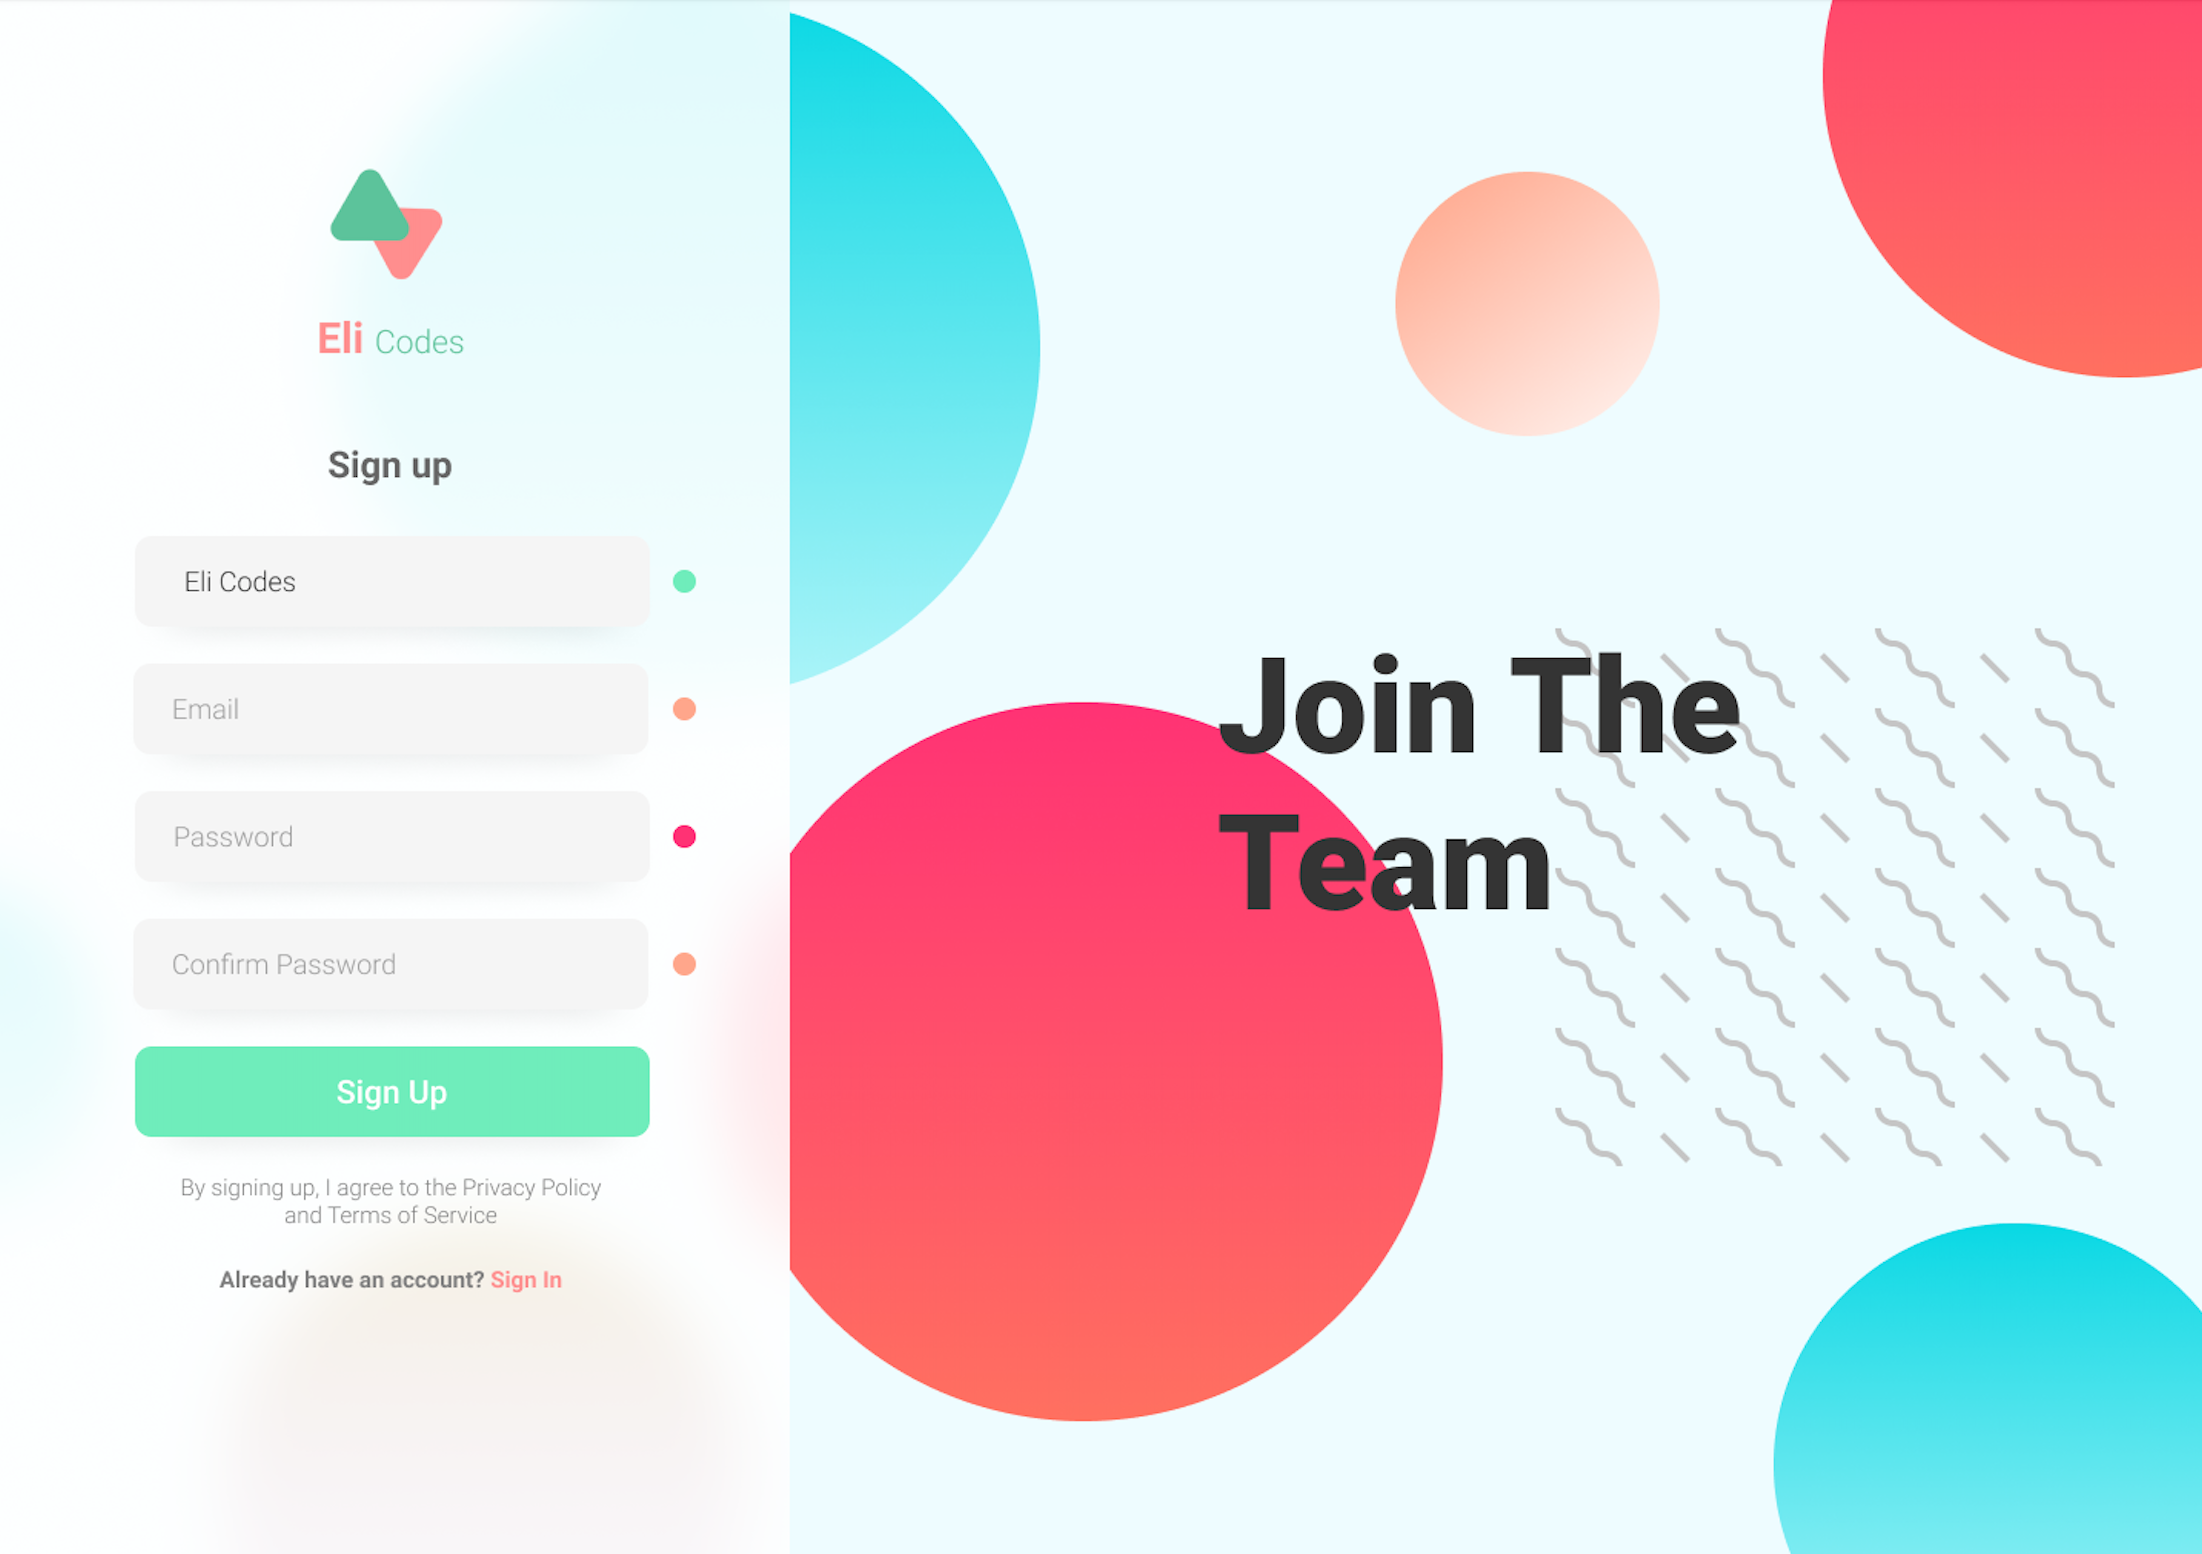 Eli Codes
Sign up
Eli Codes
Email
Password
Confirm Password
Sign Up
By signing up, I agree to the Privacy Policy
and Terms of Service
Already have an account? Sign In
Join The
Team